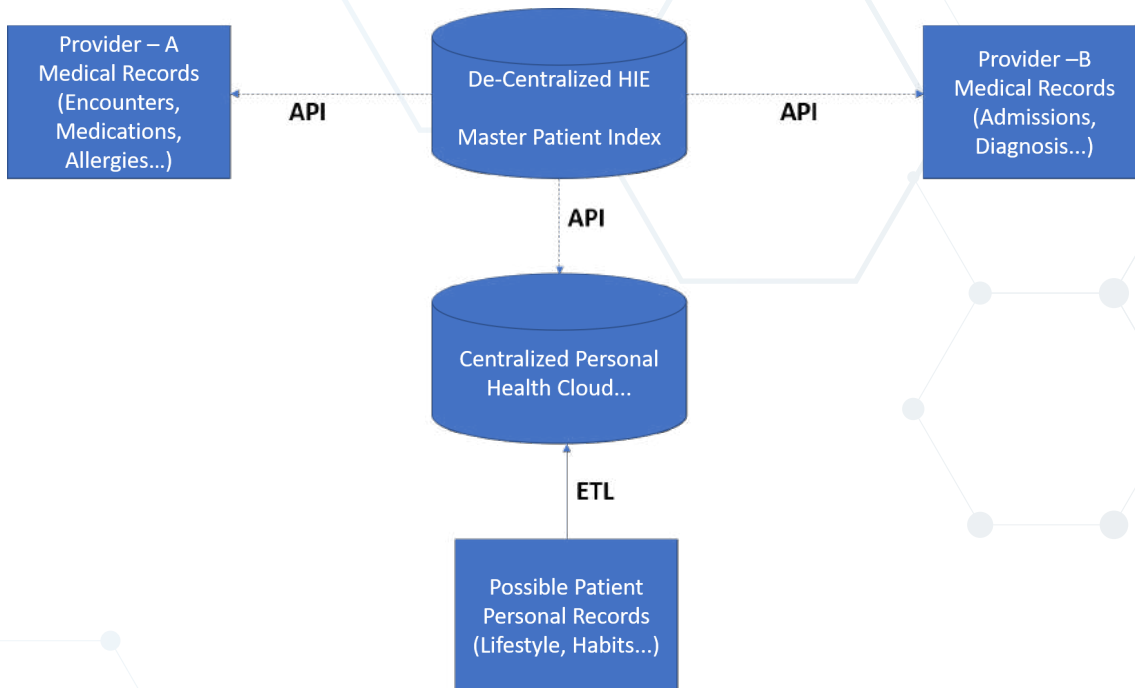 Provider – A
Medical Records
(Encounters,
Medications,
Allergies...)
API
De-Centralized HIE
Master Patient Index
API
Provider –B
Medical Records
(Admissions,
Diagnosis...)
API
Centralized Personal
Health Cloud...
ETL
Possible Patient
Personal Records
(Lifestyle, Habits...)